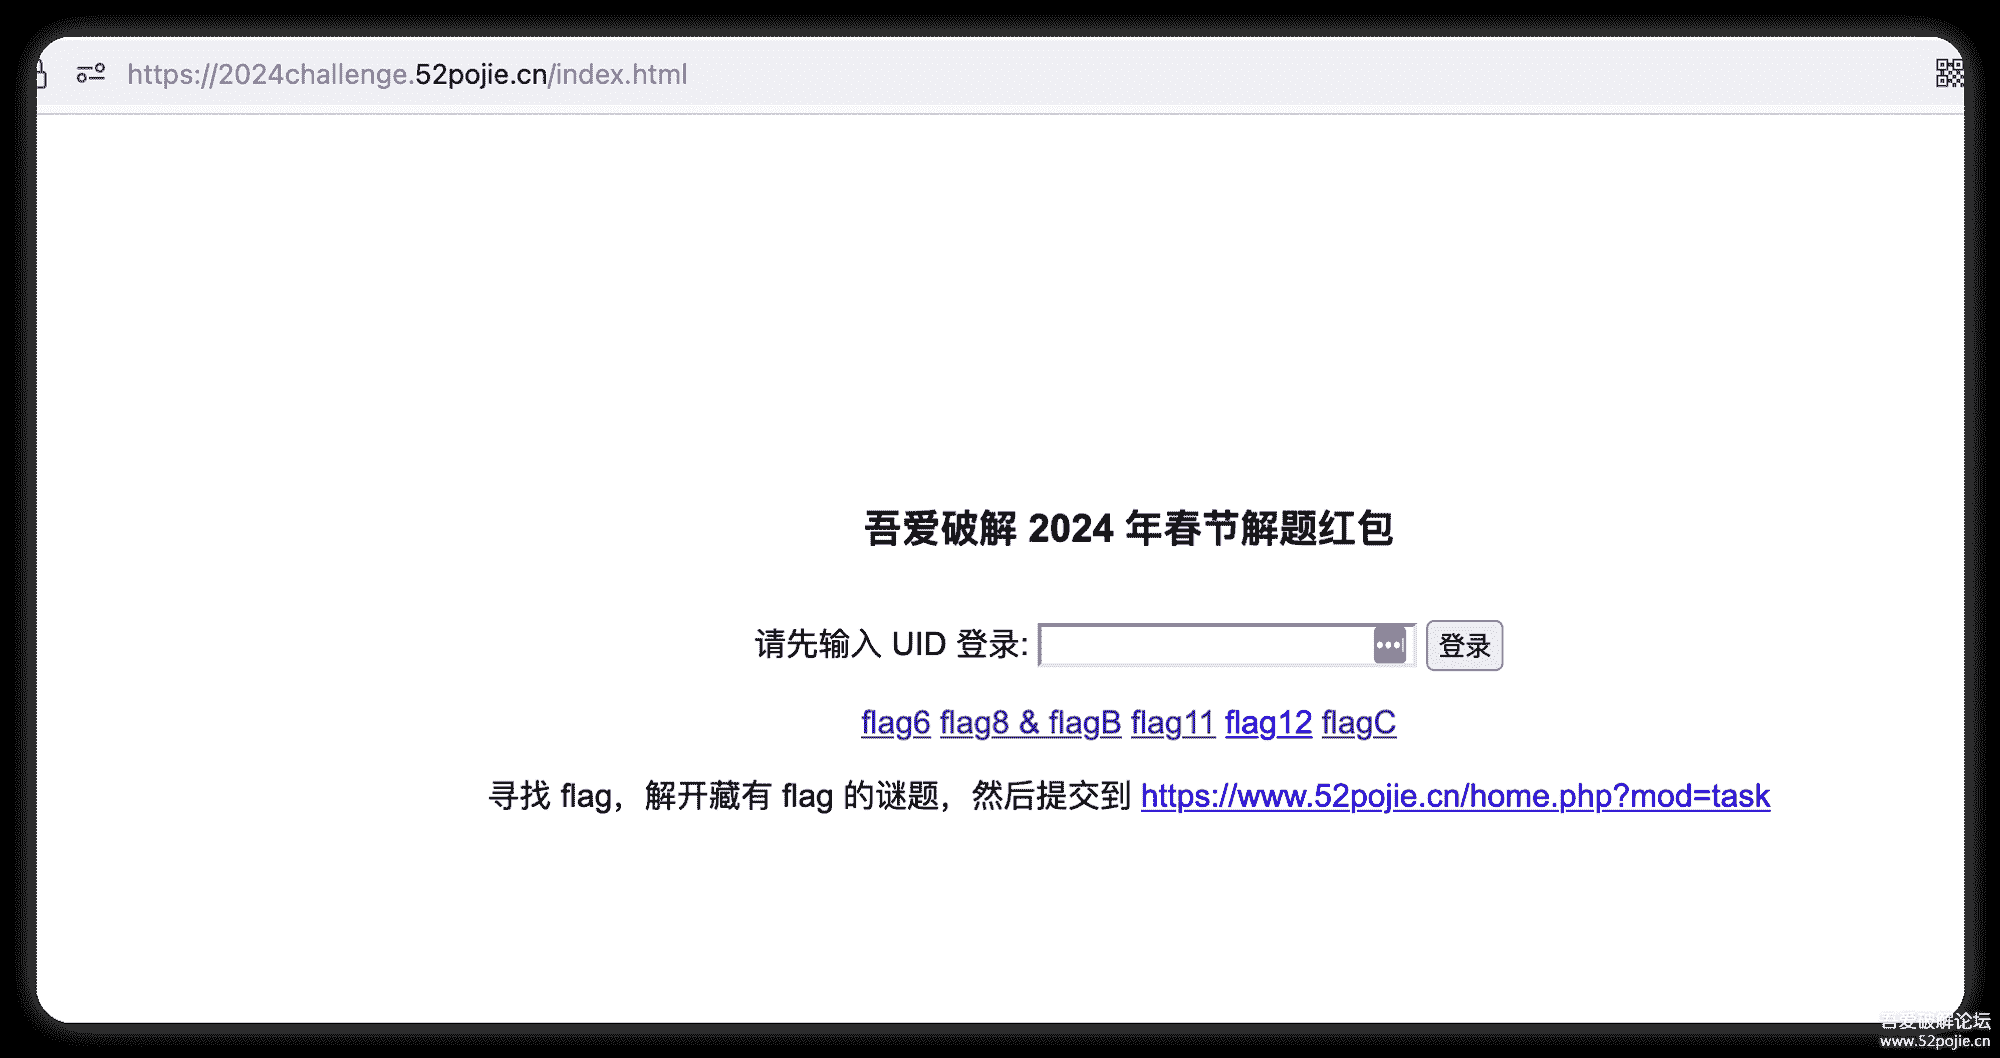 https://2024challenge.52pojie.cn/index.html
吾爱破解 2024 年春节解题红包
请先输入 UID 登录: 登录
flag6 flag8 & flagB flag11 flag12 flagC
寻找 flag，解开藏有 flag 的谜题，然后提交到 https://www.52pojie.cn/home.php?mod=task
吾爱破解论坛
www.52pojie.cn